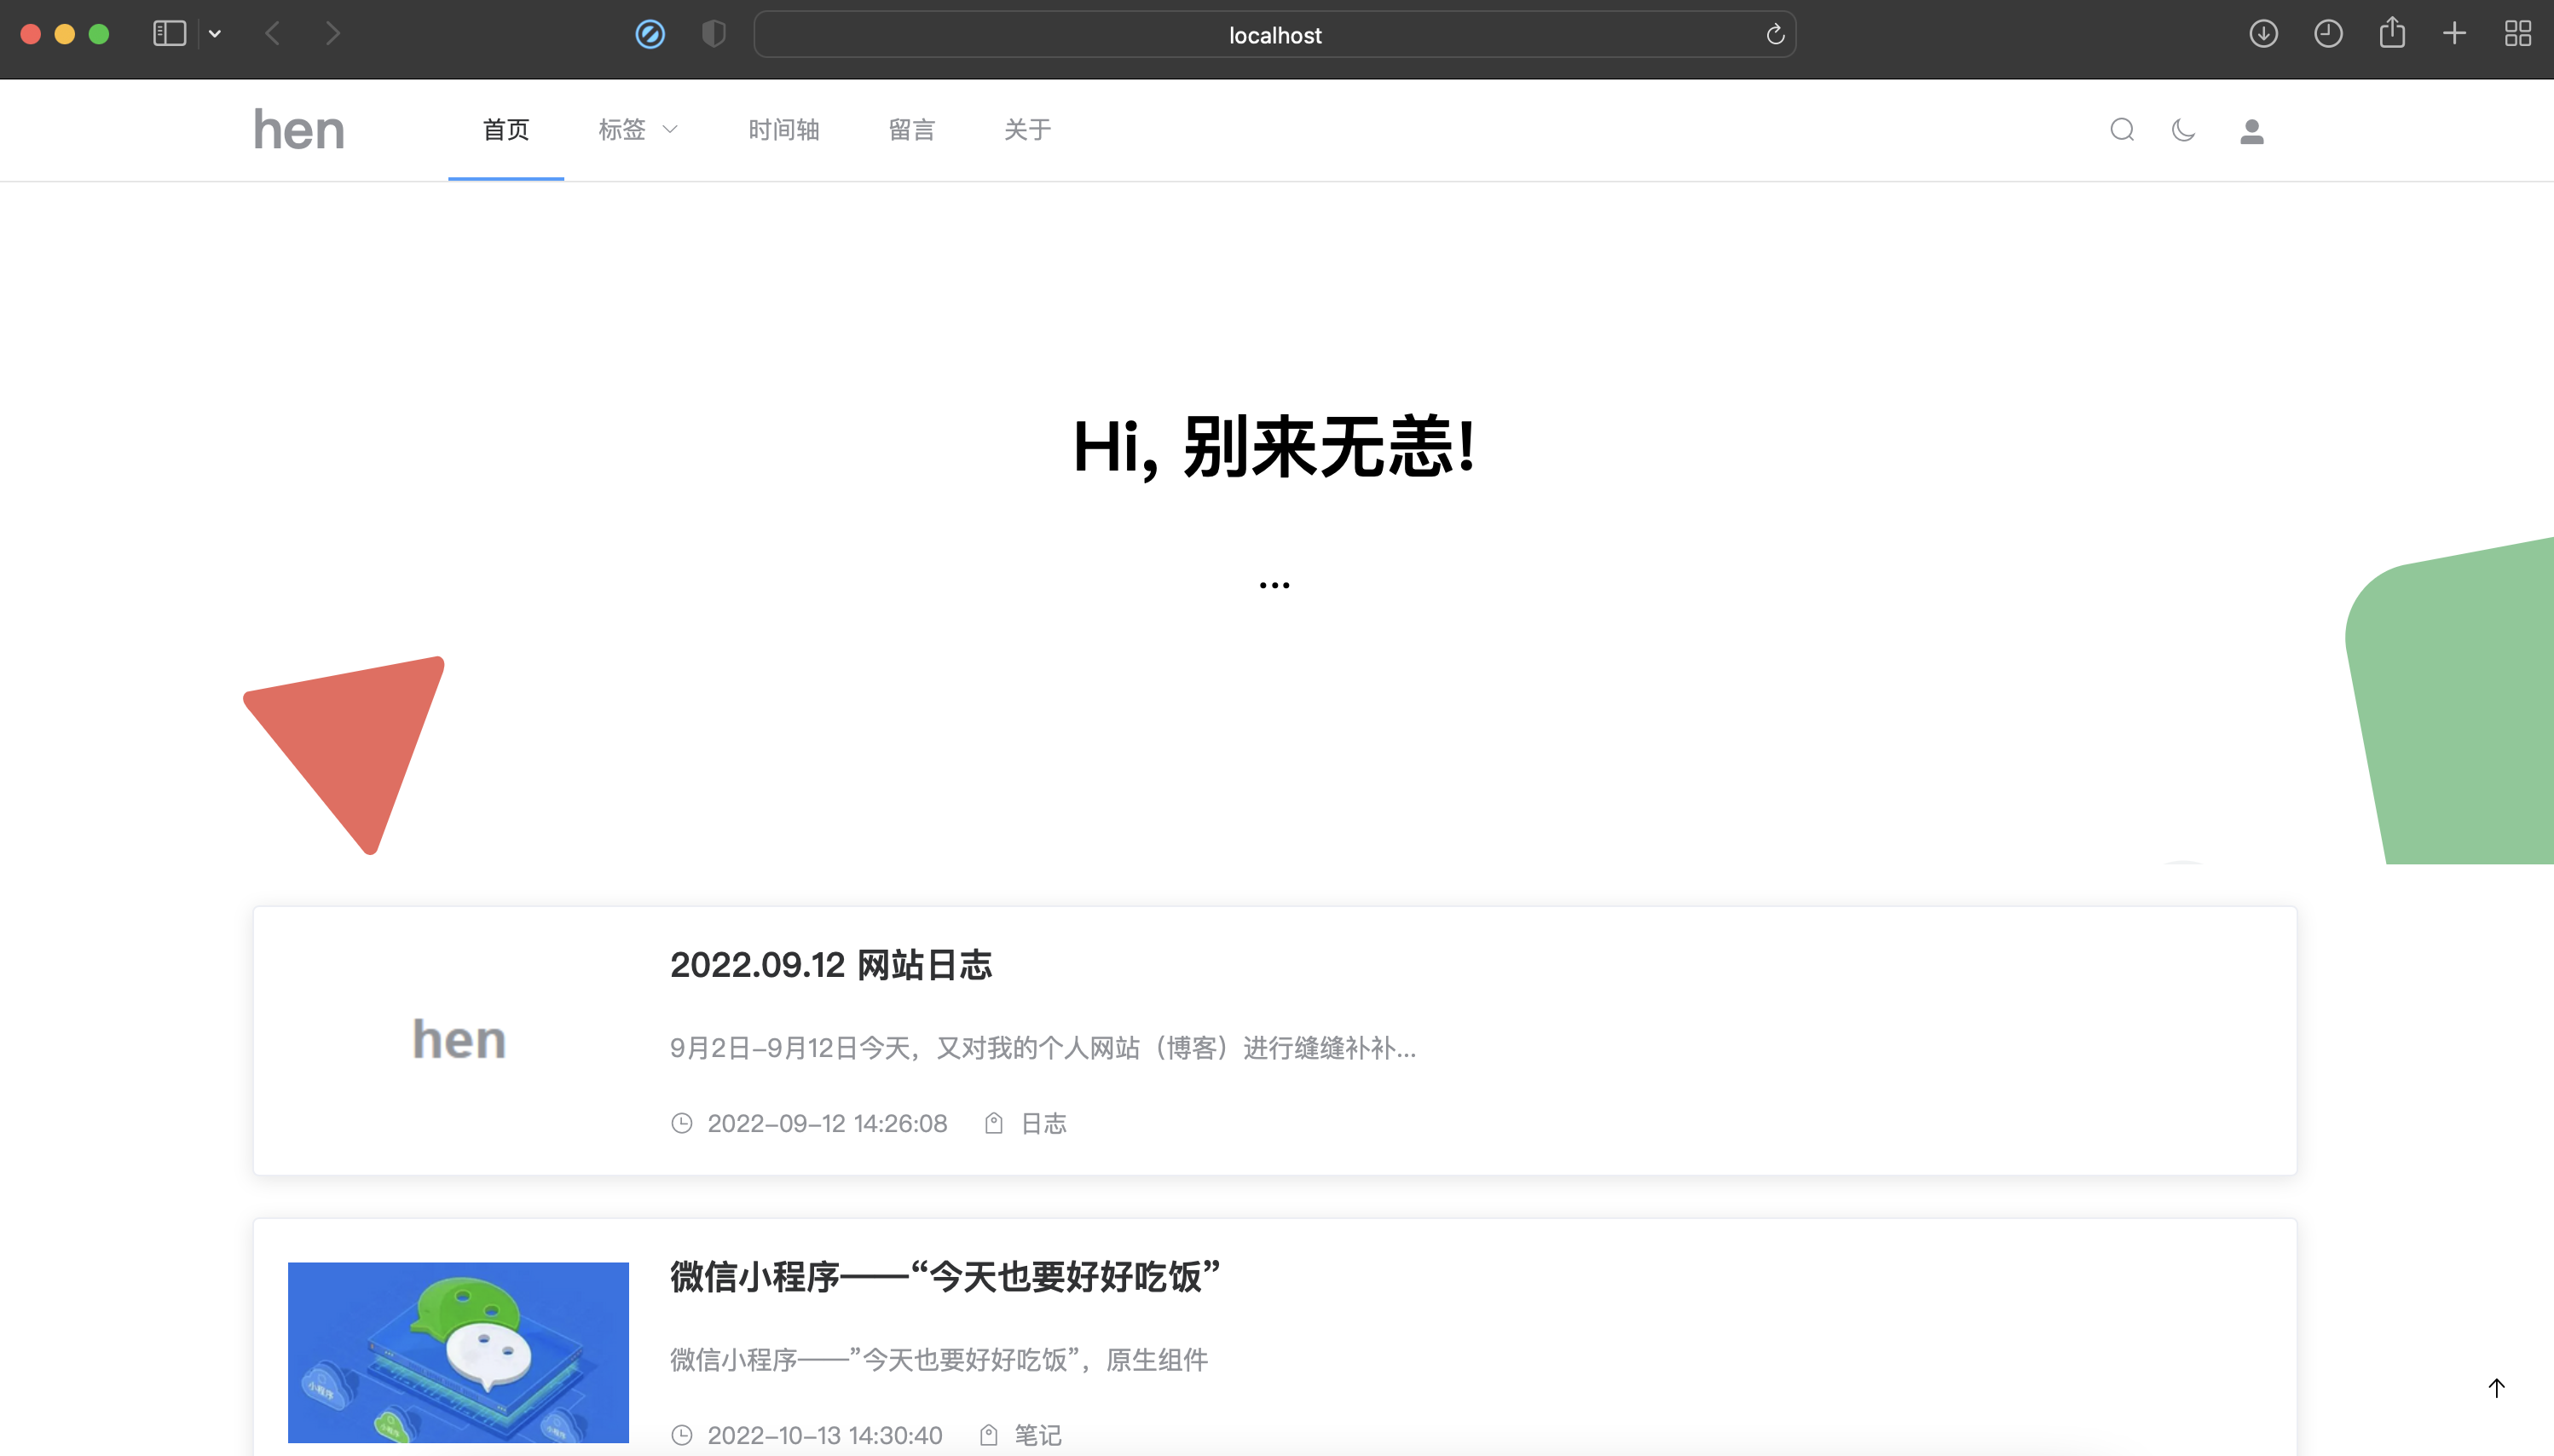 localhost
hen
首页
标签
时间轴
留言
关于
Hi, 别来无恙!
...
2022.09.12 网站日志
hen
9月2日-9月12日今天，又对我的个人网站（博客）进行缝缝补补...
2022-09-12 14:26:08
日志
微信小程序——“今天也要好好吃饭”
微信小程序——”今天也要好好吃饭”，原生组件
小程序
2022-10-13 14:30:40
笔记